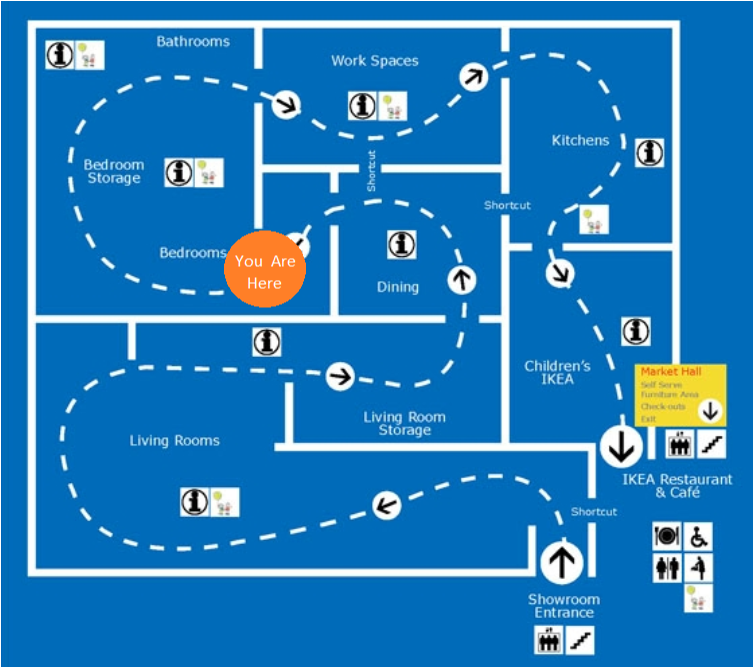 Bathrooms
Work Spaces
Kitchens
Bedroom
Storage
Shortcut
Shortcut
Bedrooms
You Are
Here
Dining
Children's
IKEA
Market Hall
Self Serve
Furniture Area
Check-outs
Exit
Living Room
Storage
Living Rooms
IKEA Restaurant
& Café
Shortcut
Showroom
Entrance